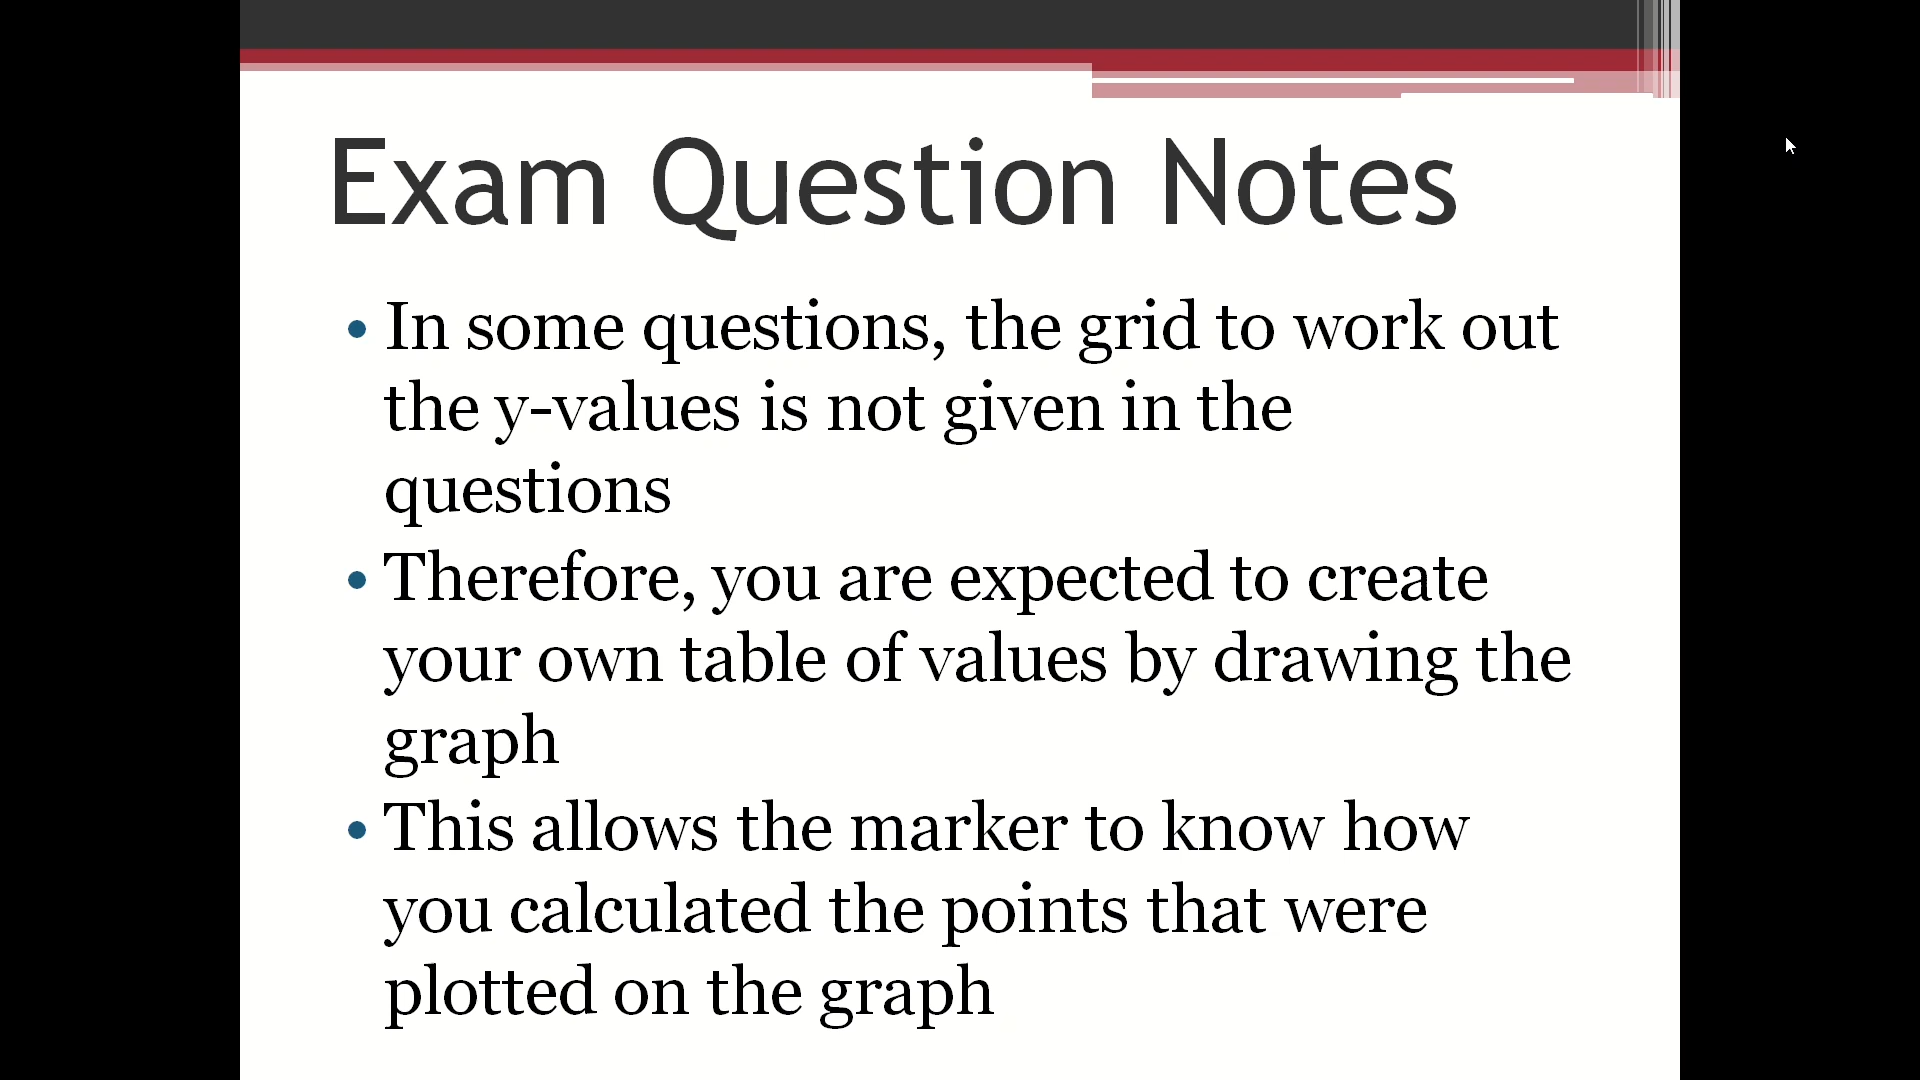 Exam Question Notes
• In some questions, the grid to work out
the y-values is not given in the
questions
• Therefore, you are expected to create
your own table of values by drawing the
graph
• This allows the marker to know how
you calculated the points that were
plotted on the graph